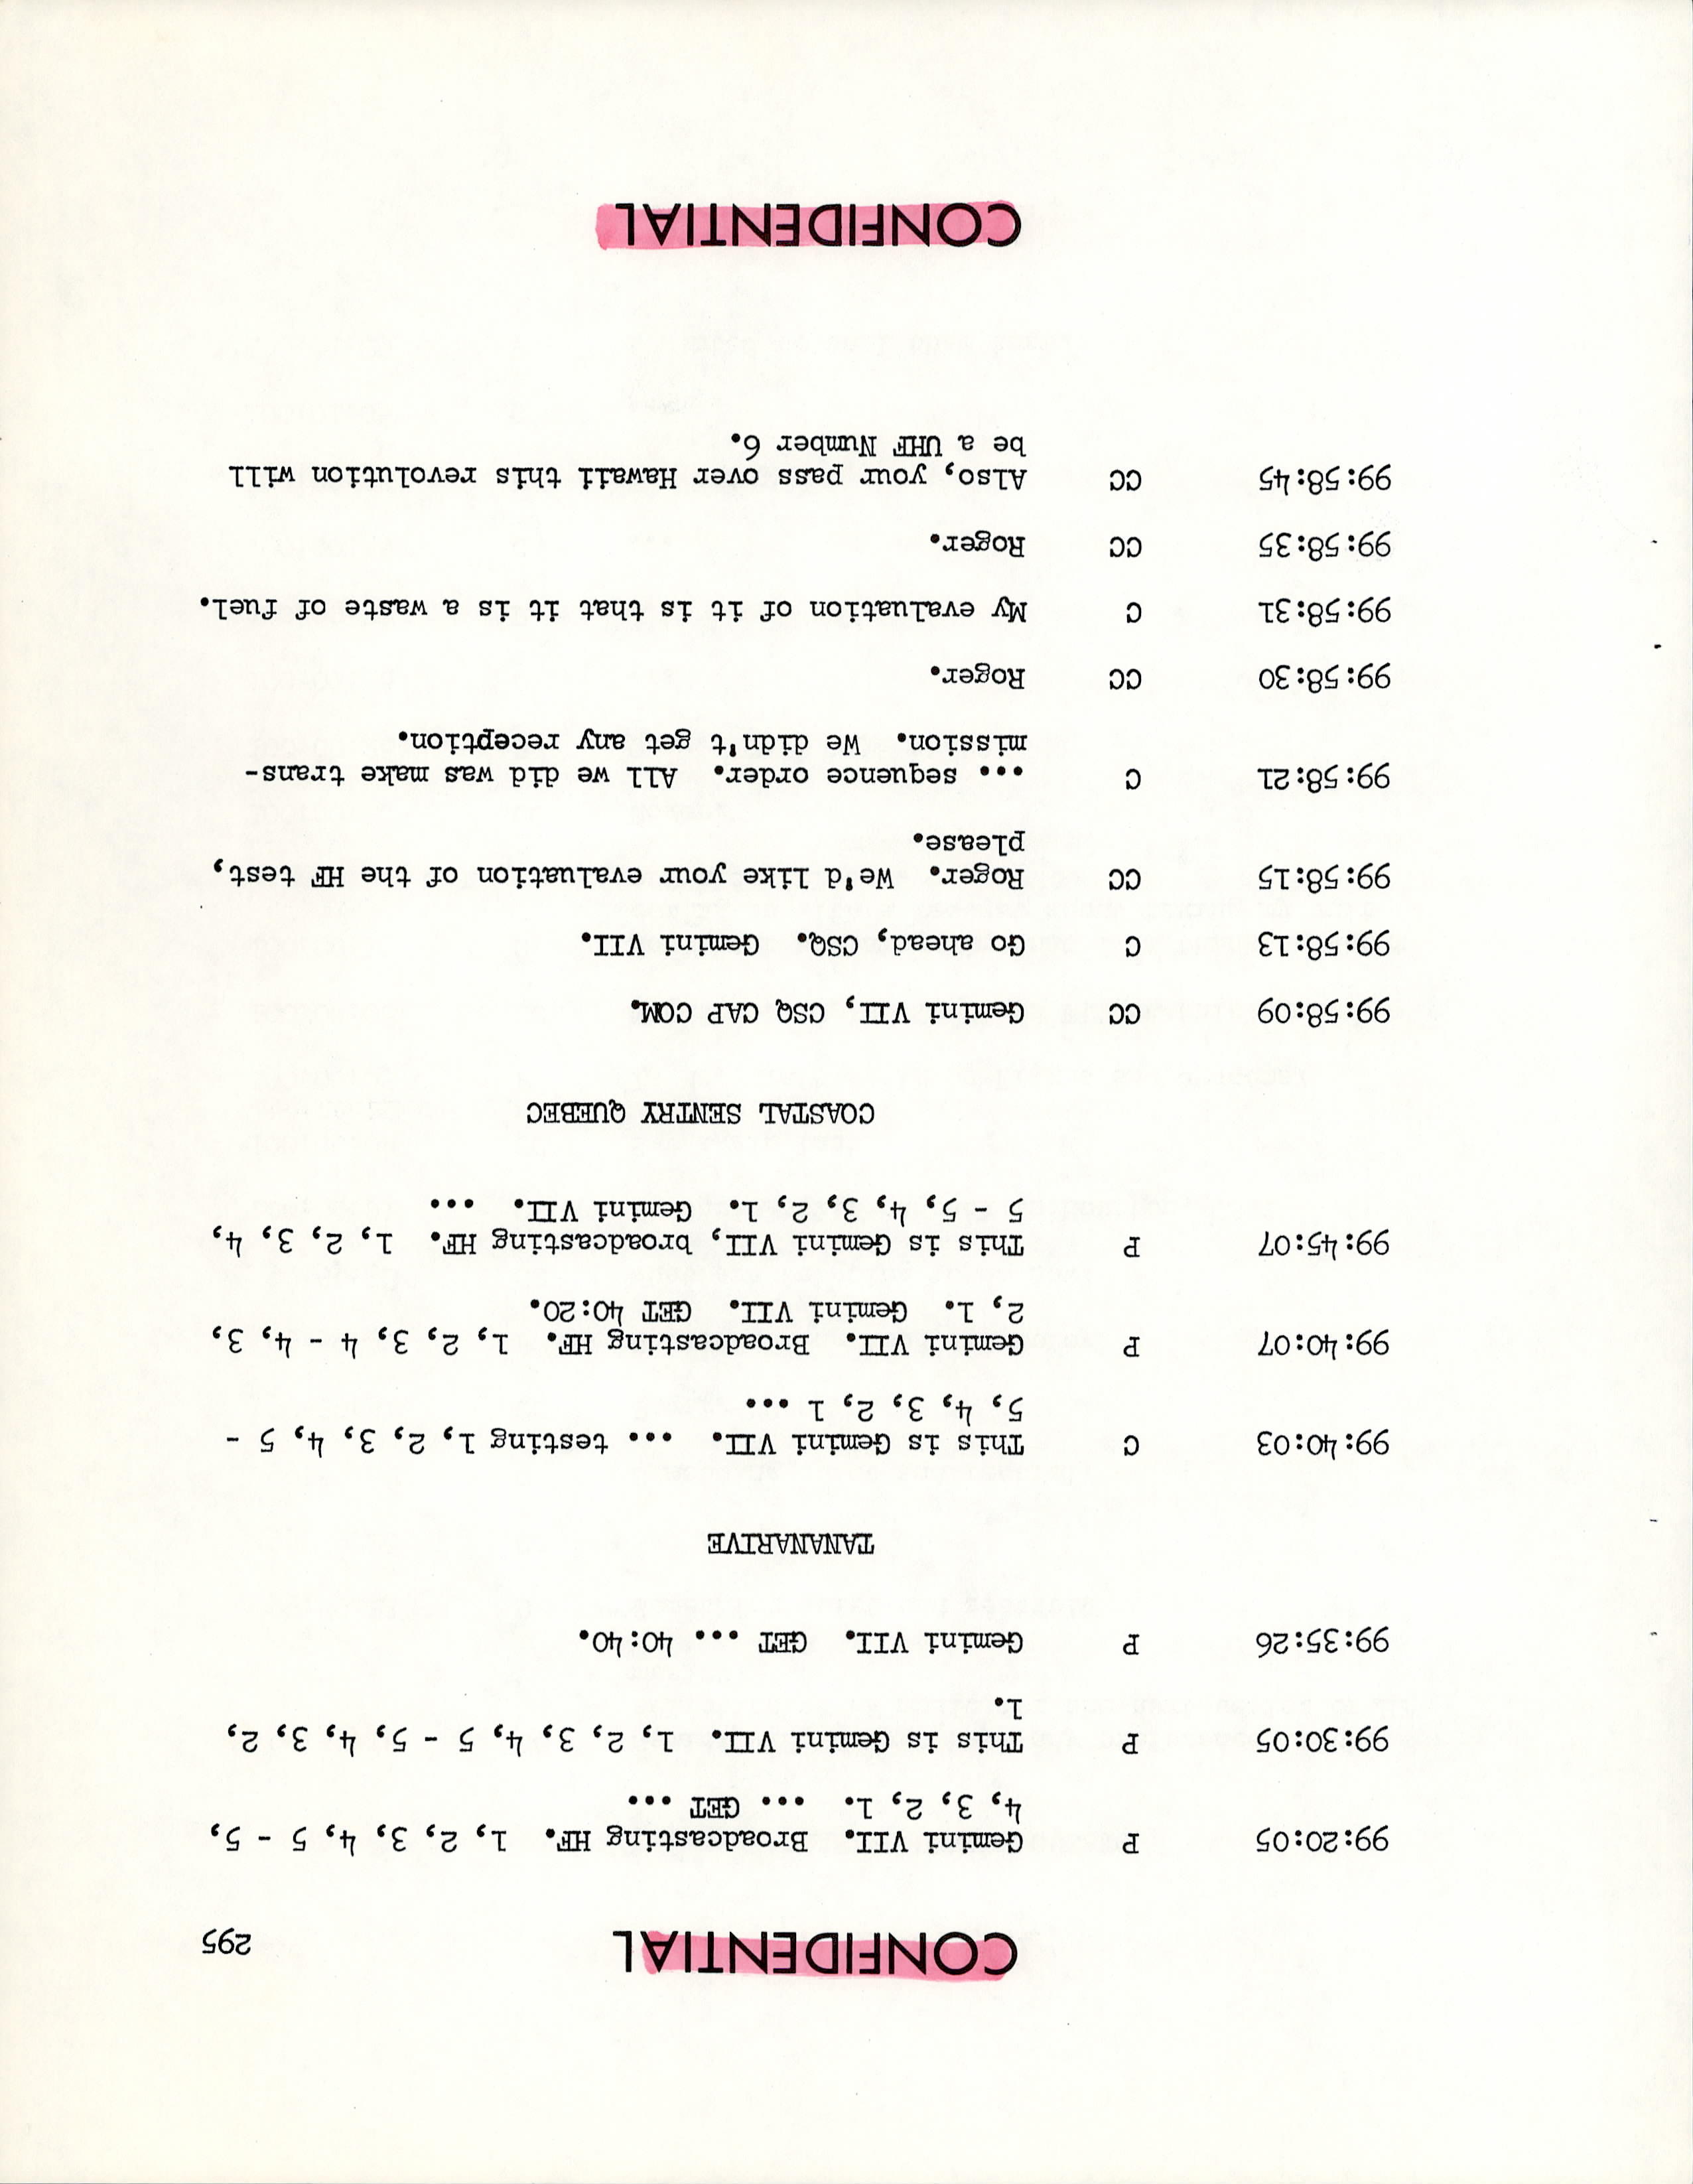 CONFIDENTIAL
295
99:20:05 P Gemini VII. Broadcasting HF. 1, 2, 3, 4, 5 - 5,
4, 3, 2, 1. ... GET ...
99:30:05 P This is Gemini VII. 1, 2, 3, 4, 5 - 5, 4, 3, 2,
1.
99:35:26 P Gemini VII. GET ... 40:40.
TANANARIVE
99:40:03 C This is Gemini VII. ... testing 1, 2, 3, 4, 5 -
5, 4, 3, 2, 1 ...
99:40:07 P Gemini VII. Broadcasting HF. 1, 2, 3, 4 - 4, 3,
2, 1. Gemini VII. GET 40:20.
99:45:07 P This is Gemini VII, broadcasting HF. 1, 2, 3, 4,
5 - 5, 4, 3, 2, 1. Gemini VII. ...
COASTAL SENTRY QUEBEC
99:58:09 CC Gemini VII, CSQ CAP COM.
99:58:13 C Go ahead, CSQ. Gemini VII.
99:58:15 CC Roger. We'd like your evaluation of the HF test,
please.
99:58:21 C ... sequence order. All we did was make trans-
mission. We didn't get any reception.
99:58:30 CC Roger.
99:58:31 C My evaluation of it is that it is a waste of fuel.
99:58:35 CC Roger.
99:58:45 CC Also, your pass over Hawaii this revolution will
be a UHF Number 6.
CONFIDENTIAL